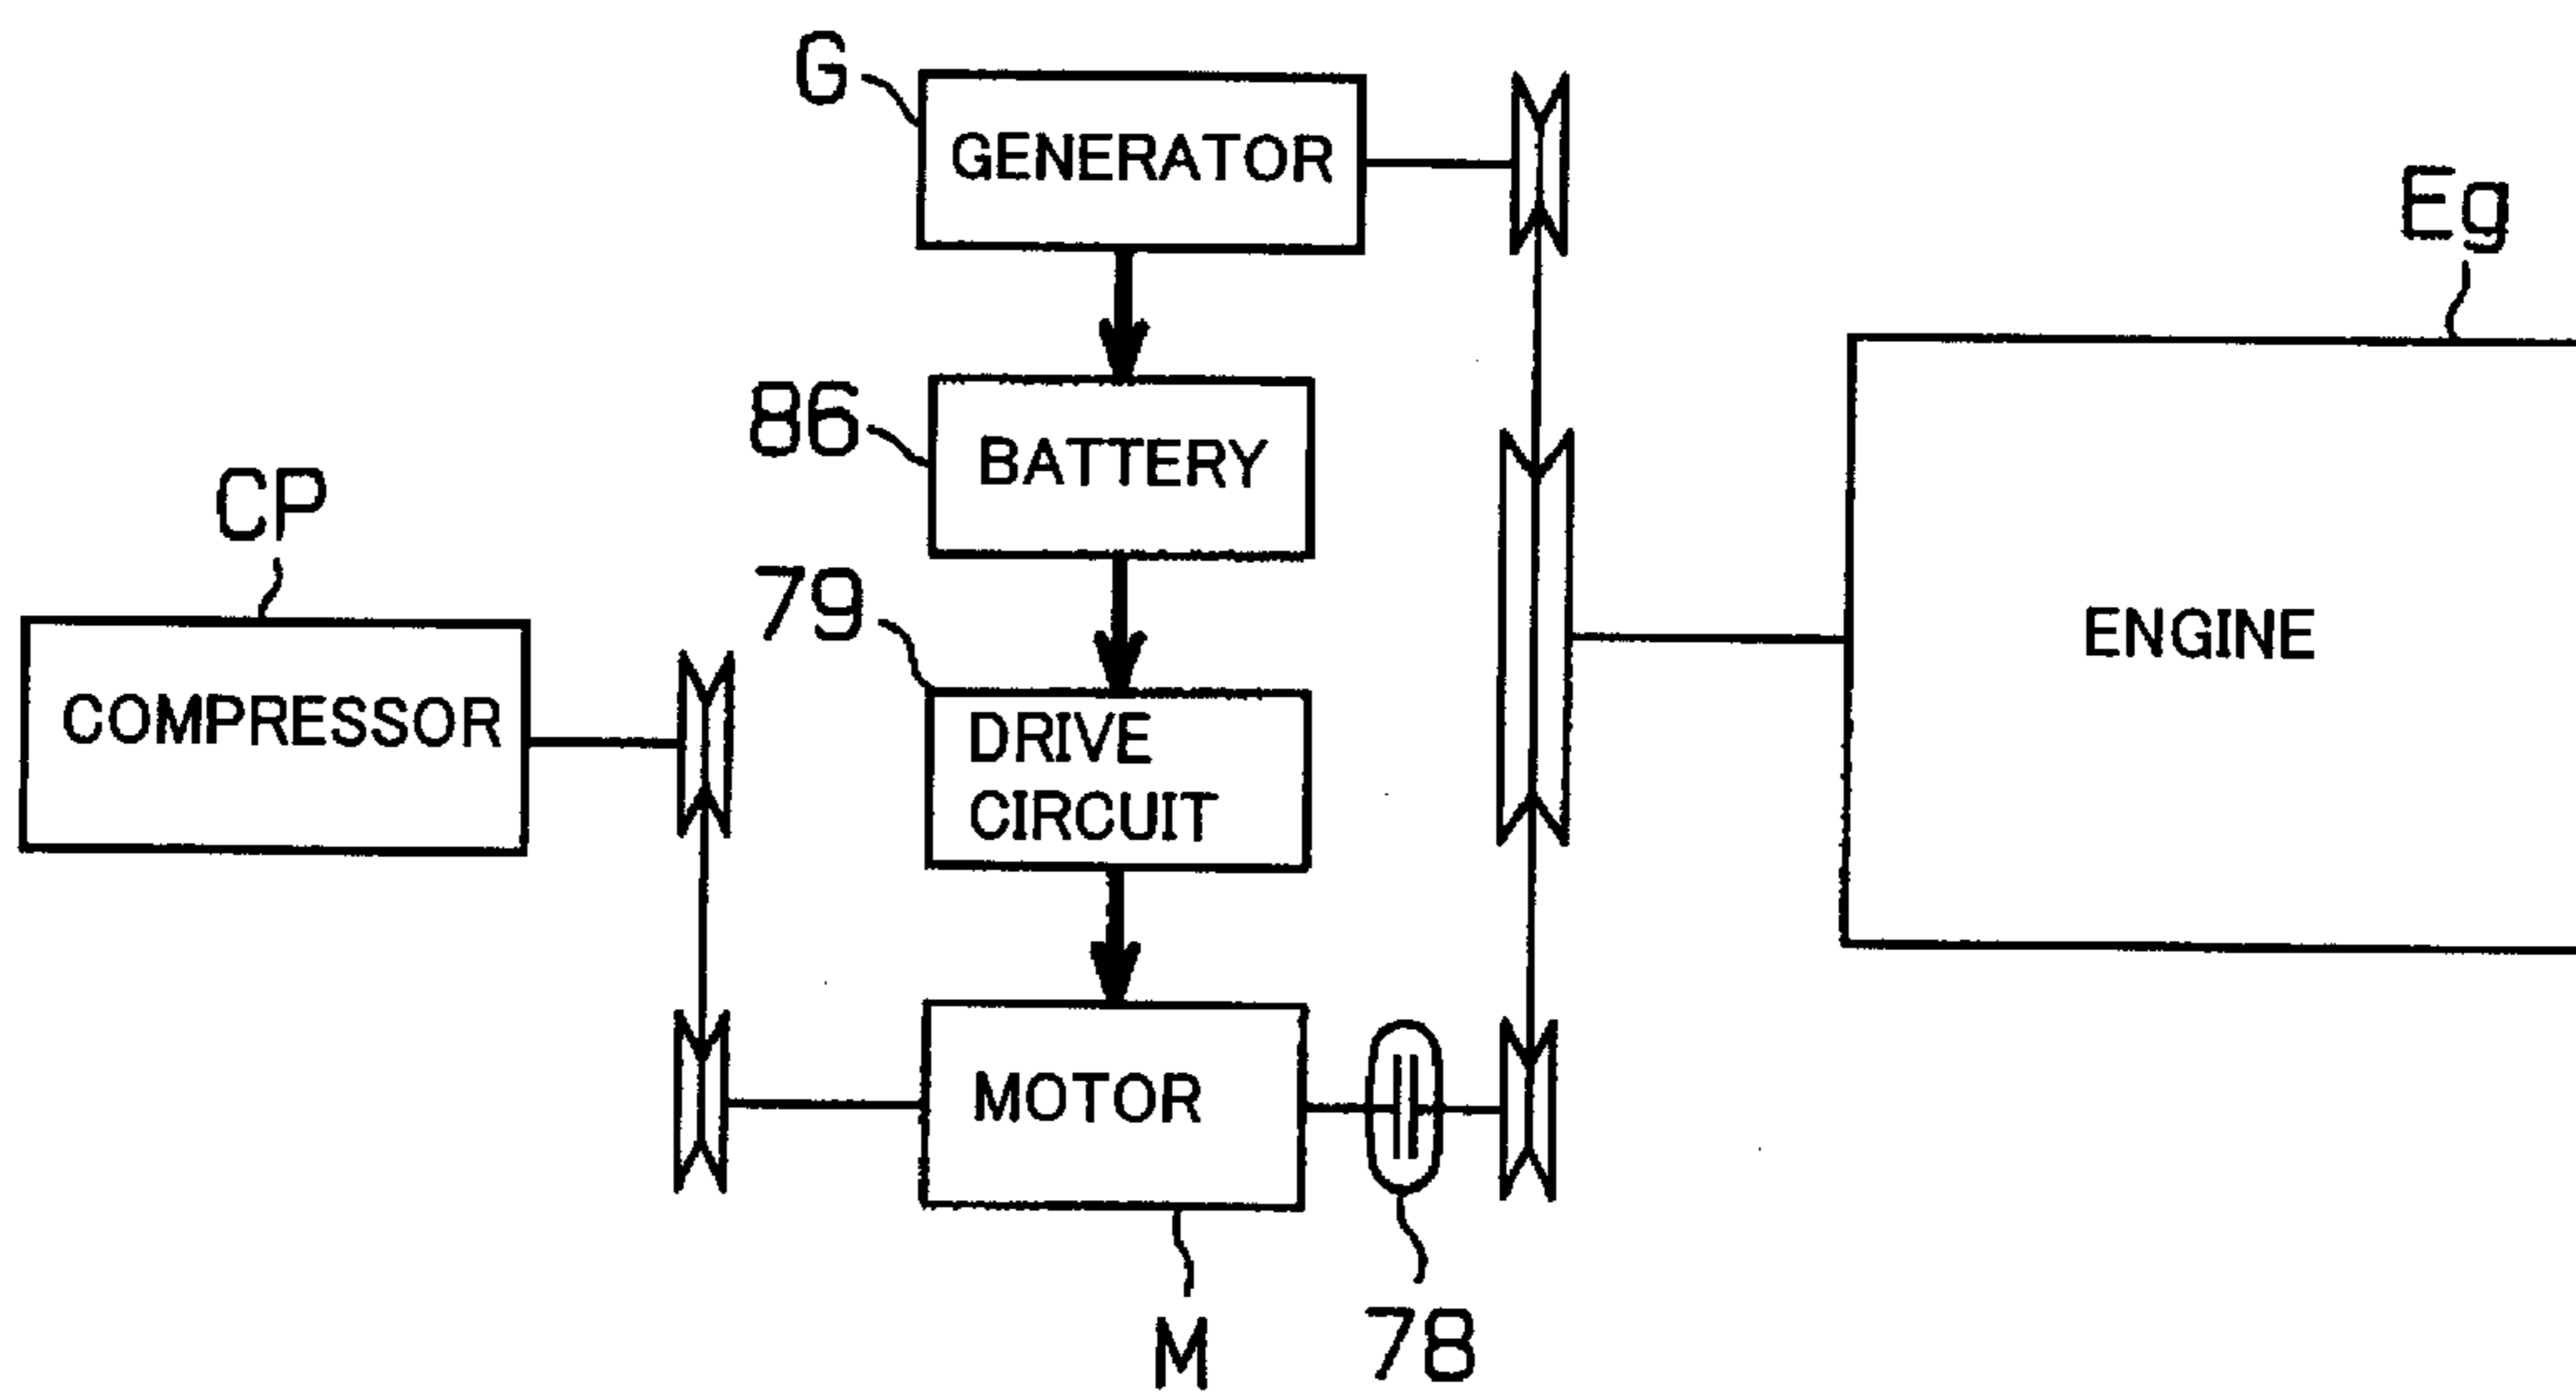 G
GENERATOR
Eg
86
BATTERY
CP
79
COMPRESSOR
DRIVE
CIRCUIT
ENGINE
MOTOR
M
78